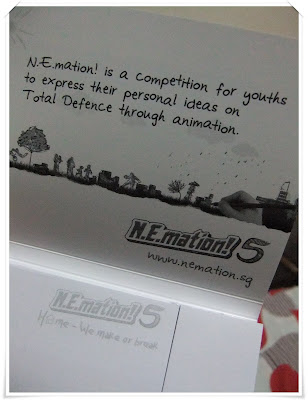 N.E.mation! is a competition for youths
to express their personal ideas on
Total Defence through animation.
N.E.mation! 5
www.nemation.sg
N.E.mation! 5
Home - We make or break